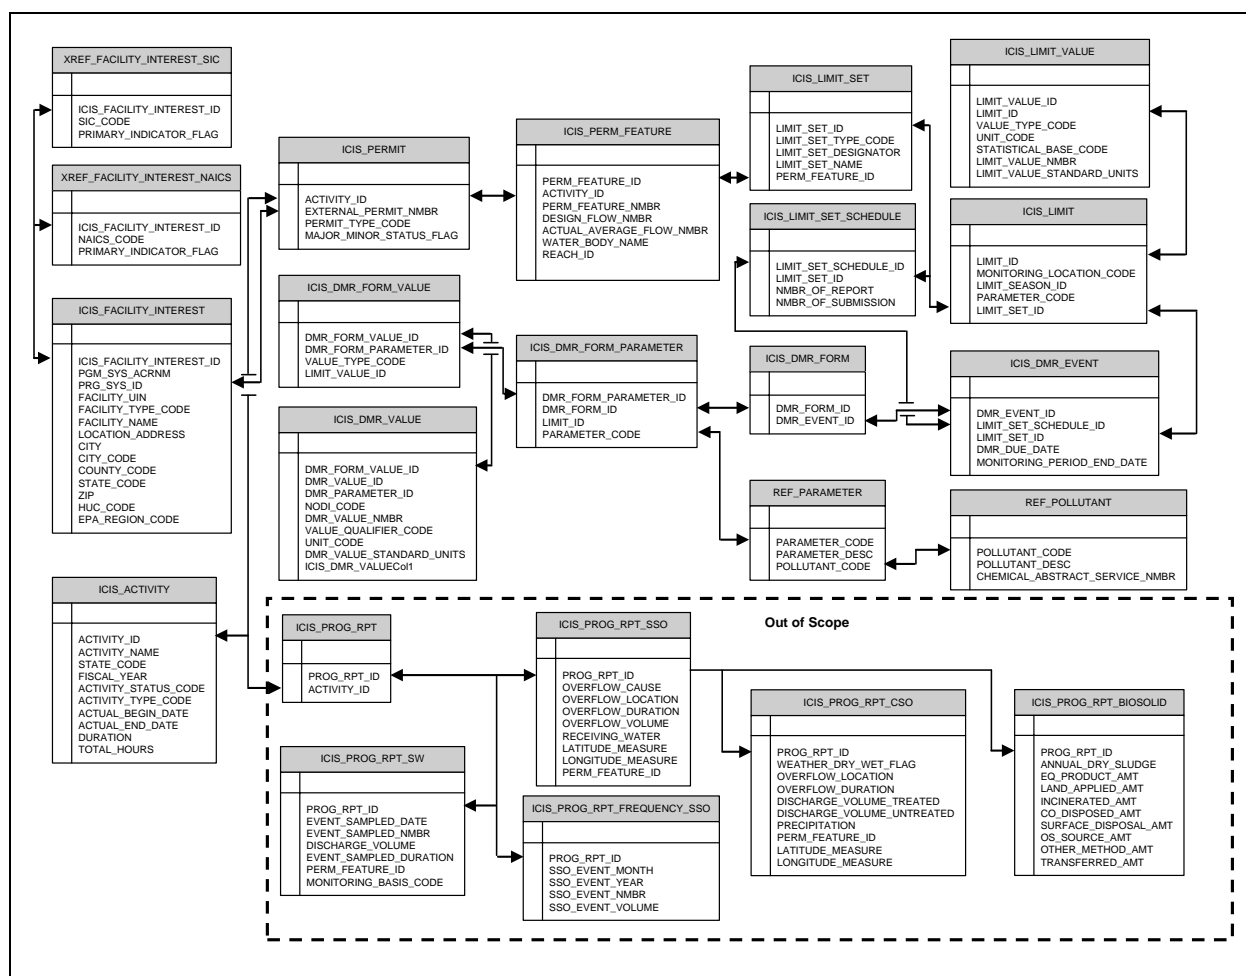 XREF_FACILITY_INTEREST_SIC
ICIS_FACILITY_INTEREST_ID
SIC_CODE
PRIMARY_INDICATOR_FLAG
XREF_FACILITY_INTEREST_NAICS
ICIS_FACILITY_INTEREST_ID
NAICS_CODE
PRIMARY_INDICATOR_FLAG
ICIS_FACILITY_INTEREST
ICIS_FACILITY_INTEREST_ID
PGM_SYS_ACRNM
PRG_SYS_ID
FACILITY_UIN
FACILITY_TYPE_CODE
FACILITY_NAME
LOCATION_ADDRESS
CITY
CITY_CODE
COUNTY_CODE
STATE_CODE
ZIP
HUC_CODE
EPA_REGION_CODE
ICIS_ACTIVITY
ACTIVITY_ID
ACTIVITY_NAME
STATE_CODE
FISCAL_YEAR
ACTIVITY_STATUS_CODE
ACTIVITY_TYPE_CODE
ACTUAL_BEGIN_DATE
ACTUAL_END_DATE
DURATION
TOTAL_HOURS
ICIS_PERMIT
ACTIVITY_ID
EXTERNAL_PERMIT_NMBR
PERMIT_TYPE_CODE
MAJOR_MINOR_STATUS_FLAG
ICIS_DMR_FORM_VALUE
DMR_FORM_VALUE_ID
DMR_FORM_PARAMETER_ID
VALUE_TYPE_CODE
LIMIT_VALUE_ID
ICIS_DMR_VALUE
DMR_FORM_VALUE_ID
DMR_VALUE_ID
DMR_PARAMETER_ID
NODI_CODE
DMR_VALUE_NMBR
VALUE_QUALIFIER_CODE
UNIT_CODE
DMR_VALUE_STANDARD_UNITS
ICIS_DMR_VALUECol1
ICIS_PERM_FEATURE
PERM_FEATURE_ID
ACTIVITY_ID
PERM_FEATURE_NMBR
DESIGN_FLOW_NMBR
ACTUAL_AVERAGE_FLOW_NMBR
WATER_BODY_NAME
REACH_ID
ICIS_DMR_FORM_PARAMETER
DMR_FORM_PARAMETER_ID
DMR_FORM_ID
LIMIT_ID
PARAMETER_CODE
ICIS_LIMIT_SET
LIMIT_SET_ID
LIMIT_SET_TYPE_CODE
LIMIT_SET_DESIGNATOR
LIMIT_SET_NAME
PERM_FEATURE_ID
ICIS_LIMIT_SET_SCHEDULE
LIMIT_SET_SCHEDULE_ID
LIMIT_SET_ID
NMBR_OF_REPORT
NMBR_OF_SUBMISSION
ICIS_DMR_FORM
DMR_FORM_ID
DMR_EVENT_ID
REF_PARAMETER
PARAMETER_CODE
PARAMETER_DESC
POLLUTANT_CODE
ICIS_LIMIT_VALUE
LIMIT_VALUE_ID
LIMIT_ID
VALUE_TYPE_CODE
UNIT_CODE
STATISTICAL_BASE_CODE
LIMIT_VALUE_NMBR
LIMIT_VALUE_STANDARD_UNITS
ICIS_LIMIT
LIMIT_ID
MONITORING_LOCATION_CODE
LIMIT_SEASON_ID
PARAMETER_CODE
LIMIT_SET_ID
ICIS_DMR_EVENT
DMR_EVENT_ID
LIMIT_SET_SCHEDULE_ID
LIMIT_SET_ID
DMR_DUE_DATE
MONITORING_PERIOD_END_DATE
REF_POLLUTANT
POLLUTANT_CODE
POLLUTANT_DESC
CHEMICAL_ABSTRACT_SERVICE_NMBR
Out of Scope
ICIS_PROG_RPT
PROG_RPT_ID
ACTIVITY_ID
ICIS_PROG_RPT_SW
PROG_RPT_ID
EVENT_SAMPLED_DATE
EVENT_SAMPLED_NMBR
DISCHARGE_VOLUME
EVENT_SAMPLED_DURATION
PERM_FEATURE_ID
MONITORING_BASIS_CODE
ICIS_PROG_RPT_SSO
PROG_RPT_ID
OVERFLOW_CAUSE
OVERFLOW_LOCATION
OVERFLOW_DURATION
OVERFLOW_VOLUME
RECEIVING_WATER
LATITUDE_MEASURE
LONGITUDE_MEASURE
PERM_FEATURE_ID
ICIS_PROG_RPT_FREQUENCY_SSO
PROG_RPT_ID
SSO_EVENT_MONTH
SSO_EVENT_YEAR
SSO_EVENT_NMBR
SSO_EVENT_VOLUME
ICIS_PROG_RPT_CSO
PROG_RPT_ID
WEATHER_DRY_WET_FLAG
OVERFLOW_LOCATION
OVERFLOW_DURATION
DISCHARGE_VOLUME_TREATED
DISCHARGE_VOLUME_UNTREATED
PRECIPITATION
PERM_FEATURE_ID
LATITUDE_MEASURE
LONGITUDE_MEASURE
ICIS_PROG_RPT_BIOSOLID
PROG_RPT_ID
ANNUAL_DRY_SLUDGE
EQ_PRODUCT_AMT
LAND_APPLIED_AMT
INCINERATED_AMT
CO_DISPOSED_AMT
SURFACE_DISPOSAL_AMT
OS_SOURCE_AMT
OTHER_METHOD_AMT
TRANSFERRED_AMT